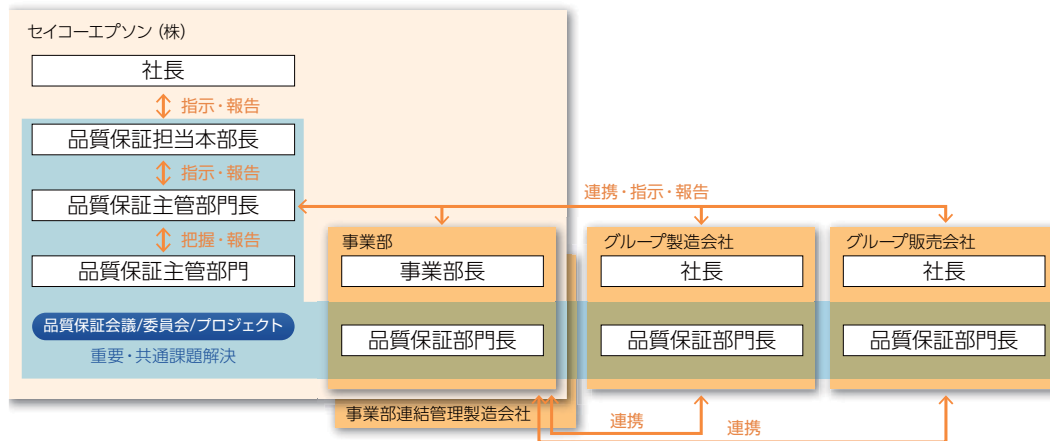 セイコーエプソン（株）
社長
指示・報告
品質保証担当本部長
指示・報告
品質保証主管部門長
把握・報告
品質保証主管部門
品質保証会議/委員会/プロジェクト
重要・共通課題解決
連携・指示・報告
事業部
事業部長
品質保証部門長
事業部連結管理製造会社
グループ製造会社
社長
品質保証部門長
グループ販売会社
社長
品質保証部門長
連携
連携